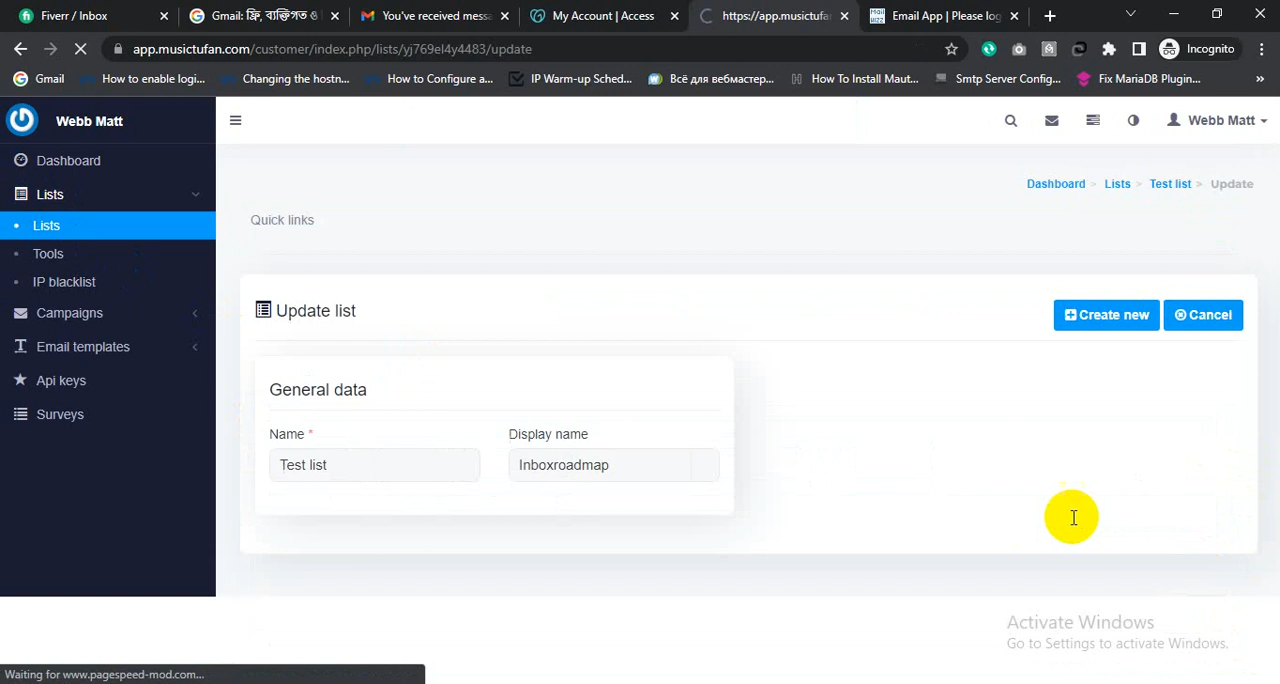 Fiverr / Inbox
Gmail: ফ্রি, ব্যক্তিগত ও
You've received messa
My Account | Access
https://app.musictufan
Email App | Please log
app.musictufan.com/customer/index.php/lists/yj769el4y4483/update
Incognito
Gmail
How to enable logi...
Changing the hostn...
How to Configure a...
IP Warm-up Sched...
Всё для вебмастер...
How To Install Maut...
Smtp Server Config...
Fix MariaDB Plugin...
»
Webb Matt
Webb Matt
Dashboard
Lists
Lists
Tools
IP blacklist
Campaigns
Email templates
Api keys
Surveys
Dashboard > Lists > Test list > Update
Quick links
Update list
Create new
Cancel
General data
Name *
Display name
Test list
Inboxroadmap
Activate Windows
Go to Settings to activate Windows.
Waiting for www.pagespeed-mod.com...